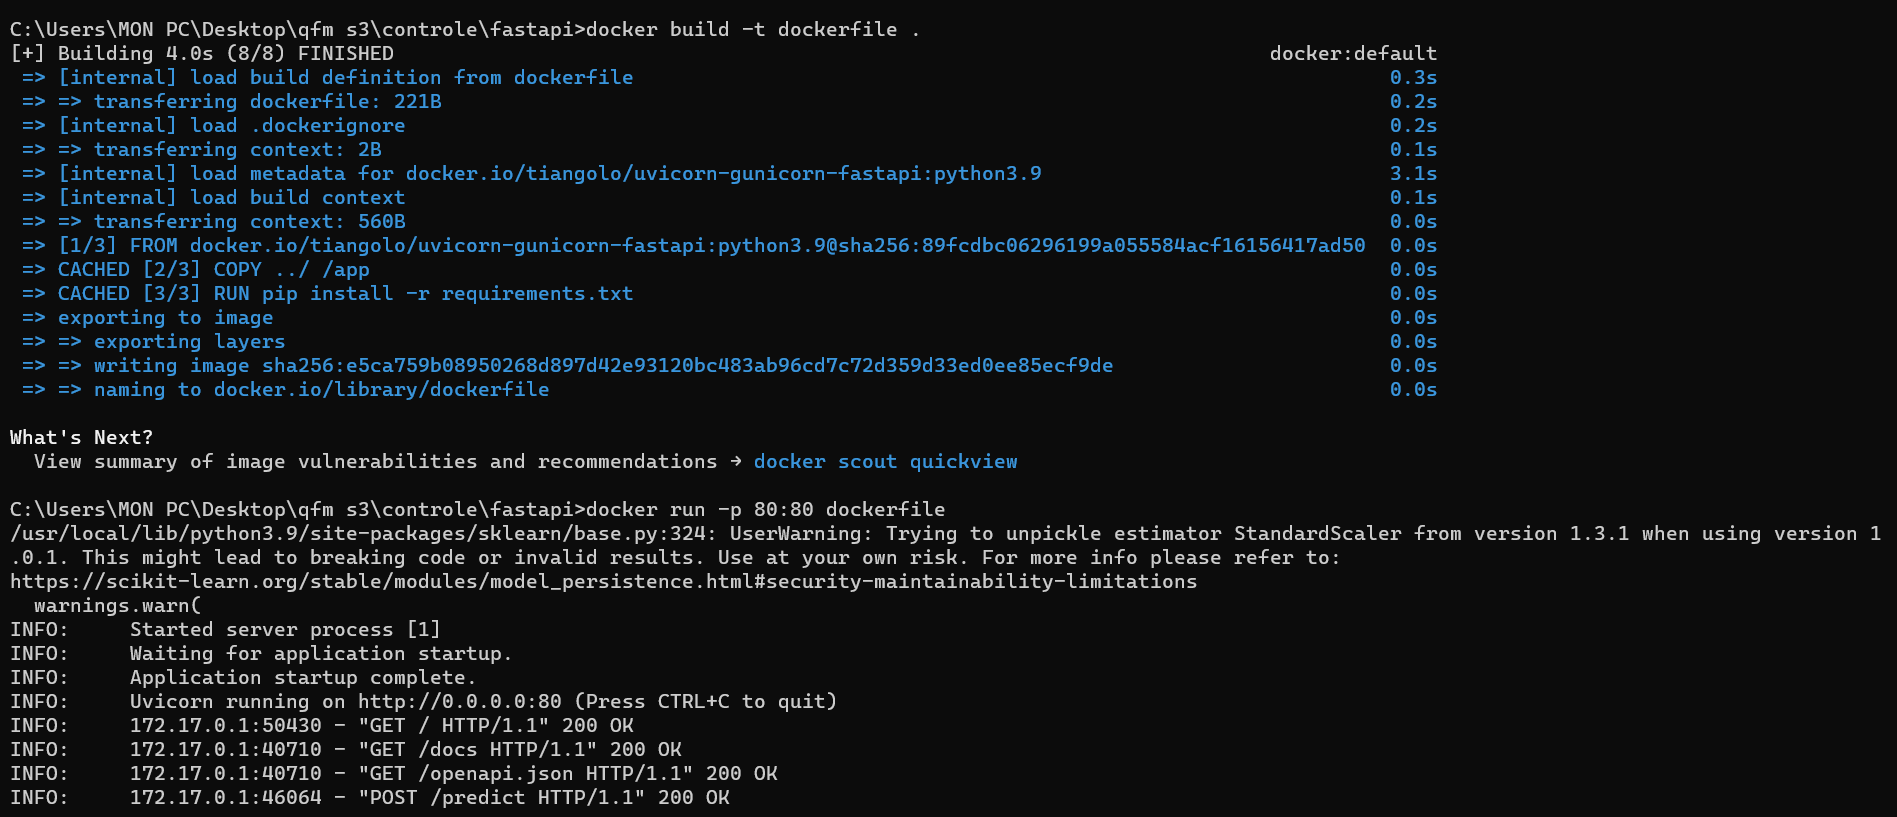 C:\Users\MON PC\Desktop\qfm s3\controle\fastapi>docker build -t dockerfile .
[+] Building 4.0s (8/8) FINISHED docker:default
=> [internal] load build definition from dockerfile 0.3s
=> => transferring dockerfile: 221B 0.2s
=> [internal] load .dockerignore 0.2s
=> => transferring context: 2B 0.1s
=> [internal] load metadata for docker.io/tiangolo/uvicorn-gunicorn-fastapi:python3.9 3.1s
=> [internal] load build context 0.1s
=> => transferring context: 560B 0.0s
=> [1/3] FROM docker.io/tiangolo/uvicorn-gunicorn-fastapi:python3.9@sha256:89fcdbc06296199a055584acf16156417ad50 0.0s
=> CACHED [2/3] COPY ../ /app 0.0s
=> CACHED [3/3] RUN pip install -r requirements.txt 0.0s
=> exporting to image 0.0s
=> => exporting layers 0.0s
=> => writing image sha256:e5ca759b08950268d897d42e93120bc483ab96cd7c72d359d33ed0ee85ecf9de 0.0s
=> => naming to docker.io/library/dockerfile 0.0s
What's Next?
View summary of image vulnerabilities and recommendations → docker scout quickview
C:\Users\MON PC\Desktop\qfm s3\controle\fastapi>docker run -p 80:80 dockerfile
/usr/local/lib/python3.9/site-packages/sklearn/base.py:324: UserWarning: Trying to unpickle estimator StandardScaler from version 1.3.1 when using version 1
.0.1. This might lead to breaking code or invalid results. Use at your own risk. For more info please refer to:
https://scikit-learn.org/stable/modules/model_persistence.html#security-maintainability-limitations
warnings.warn(
INFO: Started server process [1]
INFO: Waiting for application startup.
INFO: Application startup complete.
INFO: Uvicorn running on http://0.0.0.0:80 (Press CTRL+C to quit)
INFO: 172.17.0.1:50430 - "GET / HTTP/1.1" 200 OK
INFO: 172.17.0.1:40710 - "GET /docs HTTP/1.1" 200 OK
INFO: 172.17.0.1:40710 - "GET /openapi.json HTTP/1.1" 200 OK
INFO: 172.17.0.1:46064 - "POST /predict HTTP/1.1" 200 OK